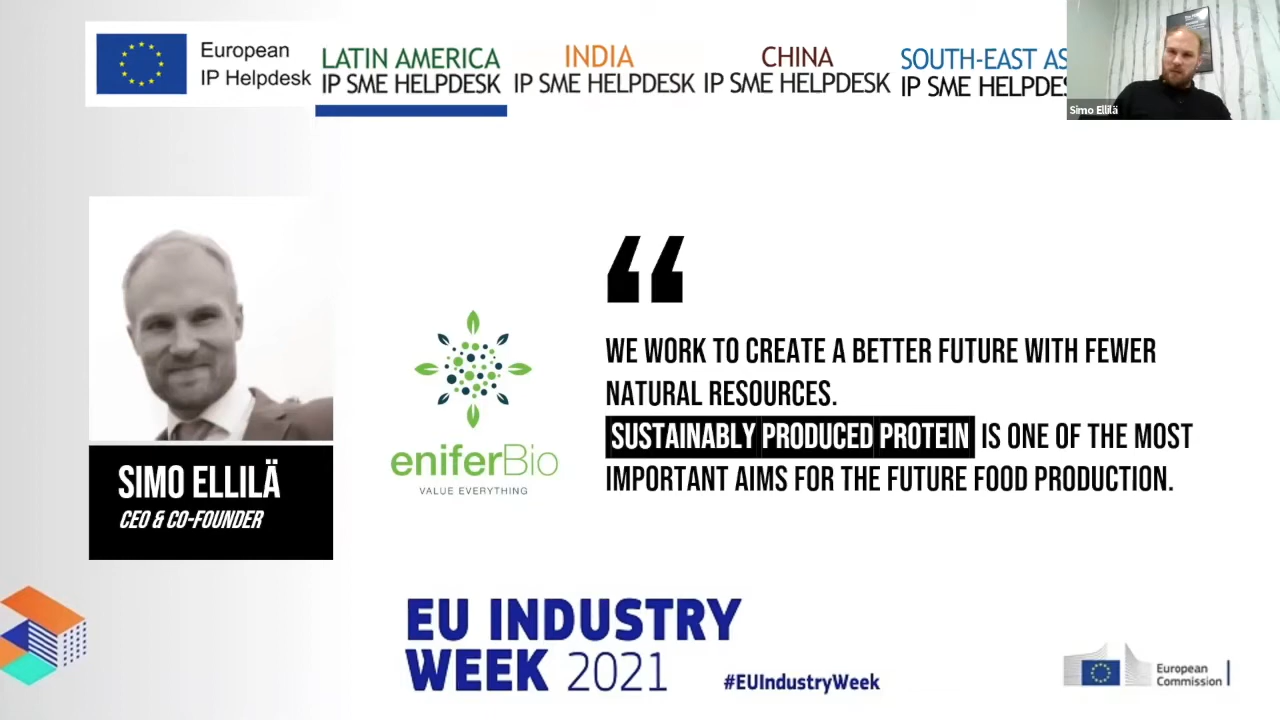 European
IP Helpdesk
LATIN AMERICA
IP SME HELPDESK
INDIA
IP SME HELPDESK
CHINA
IP SME HELPDESK
SOUTH-EAST AS
IP SME HELPDES
Simo Ellilä
“
WE WORK TO CREATE A BETTER FUTURE WITH FEWER
NATURAL RESOURCES.
SUSTAINABLY PRODUCED PROTEIN IS ONE OF THE MOST
IMPORTANT AIMS FOR THE FUTURE FOOD PRODUCTION.
eniferBio
VALUE EVERYTHING
SIMO ELLILÄ
CEO & CO-FOUNDER
EU INDUSTRY
WEEK 2021
#EUIndustryWeek
European
Commission